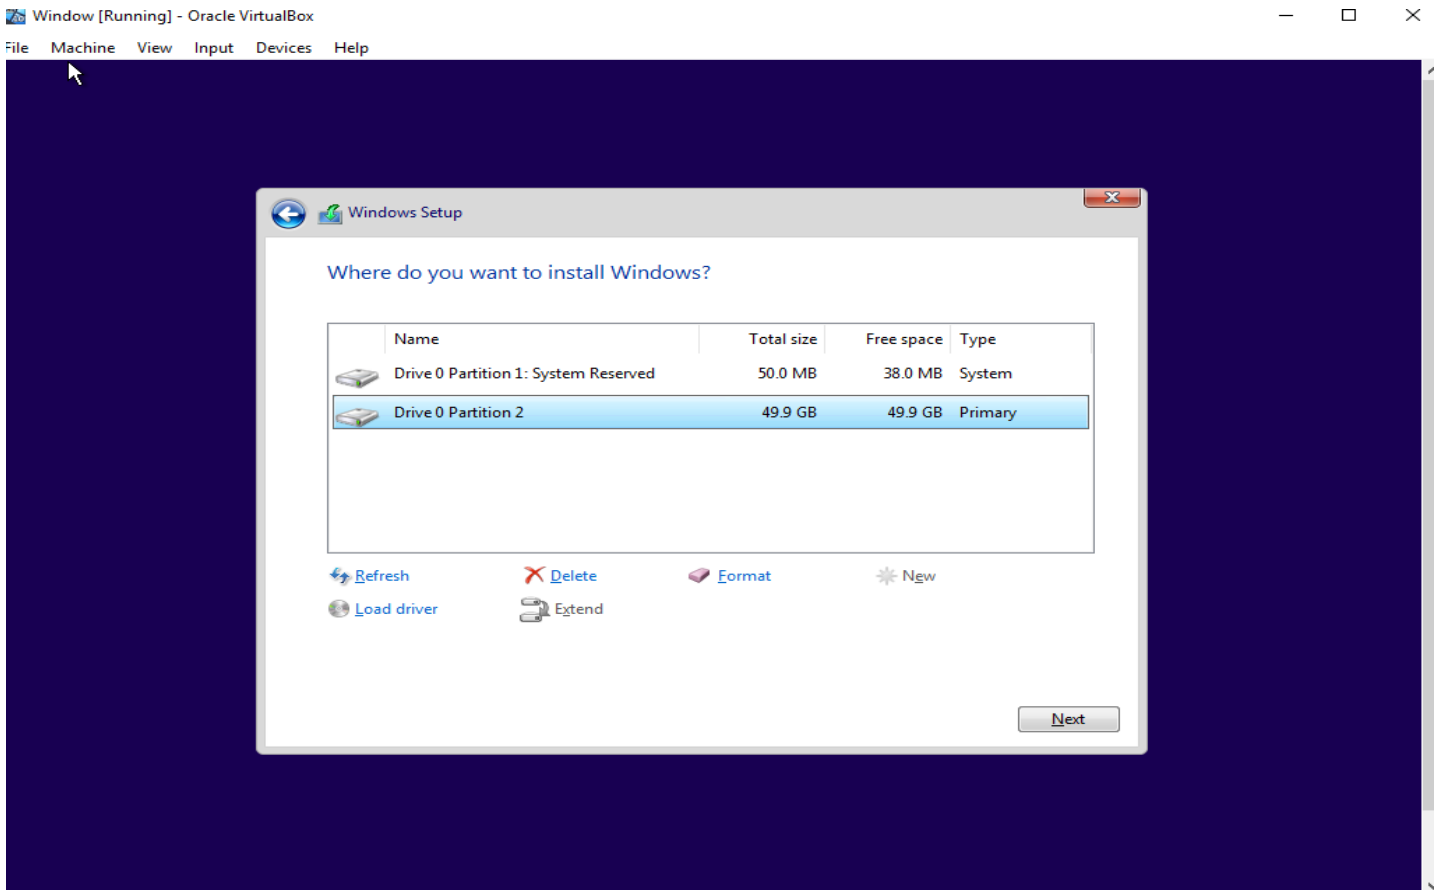 Window [Running] - Oracle VirtualBox
File Machine View Input Devices Help
Windows Setup
Where do you want to install Windows?
Name Total size Free space Type
Drive 0 Partition 1: System Reserved 50.0 MB 38.0 MB System
Drive 0 Partition 2 49.9 GB 49.9 GB Primary
Refresh Delete Format New
Load driver Extend
Next